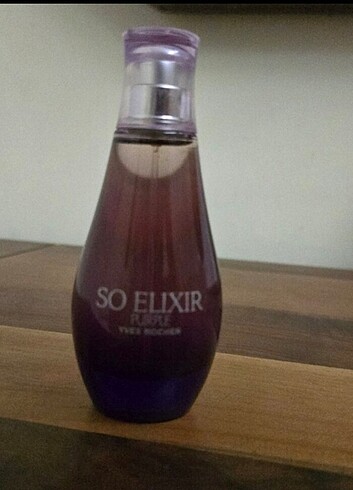 SO ELIXIR
PURPLE
YVES ROCHER